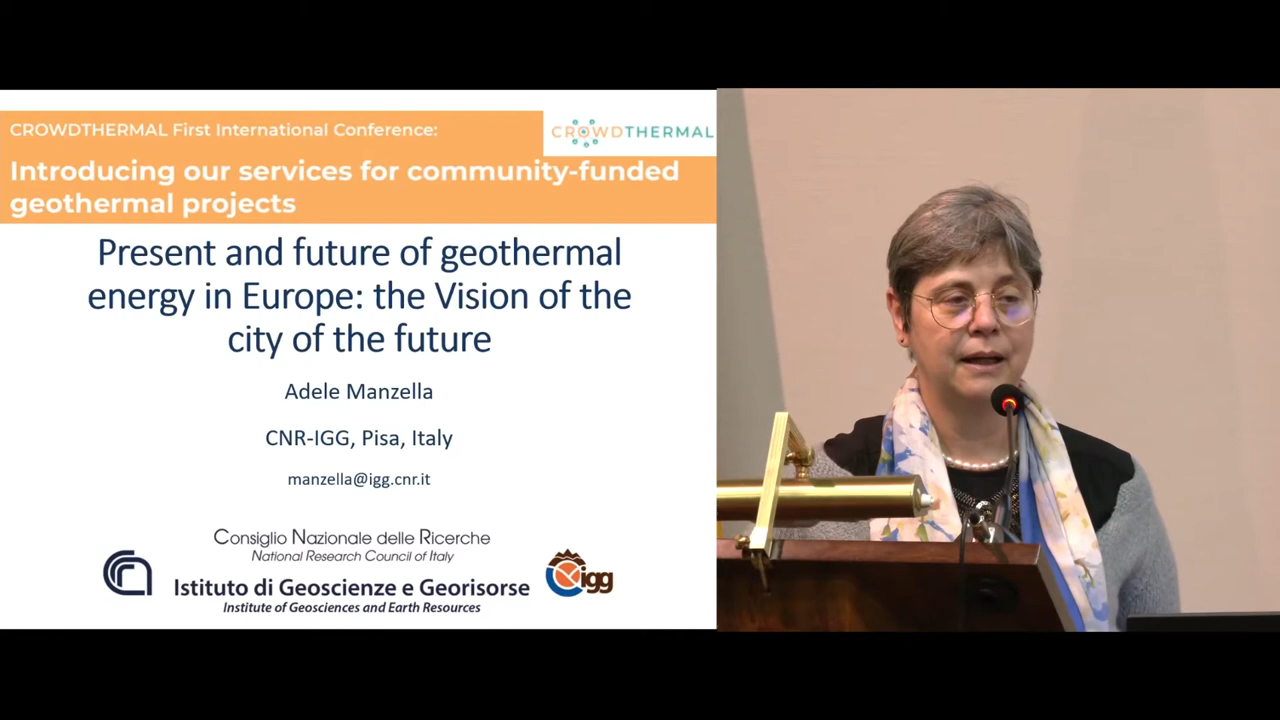 CROWDTHERMAL First International Conference:
CROWDTHERMAL
Introducing our services for community-funded
geothermal projects
Present and future of geothermal
energy in Europe: the Vision of the
city of the future
Adele Manzella
CNR-IGG, Pisa, Italy
manzella@igg.cnr.it
Consiglio Nazionale delle Ricerche
National Research Council of Italy
Istituto di Geoscienze e Georisorse
Institute of Geosciences and Earth Resources
igg